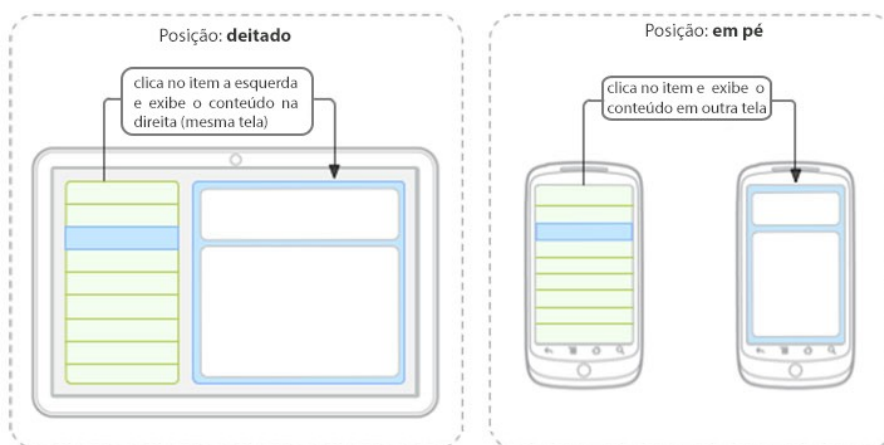 Posição: deitado
clica no item a esquerda
e exibe o conteúdo na
direita (mesma tela)
Posição: em pé
clica no item e exibe o
conteúdo em outra tela